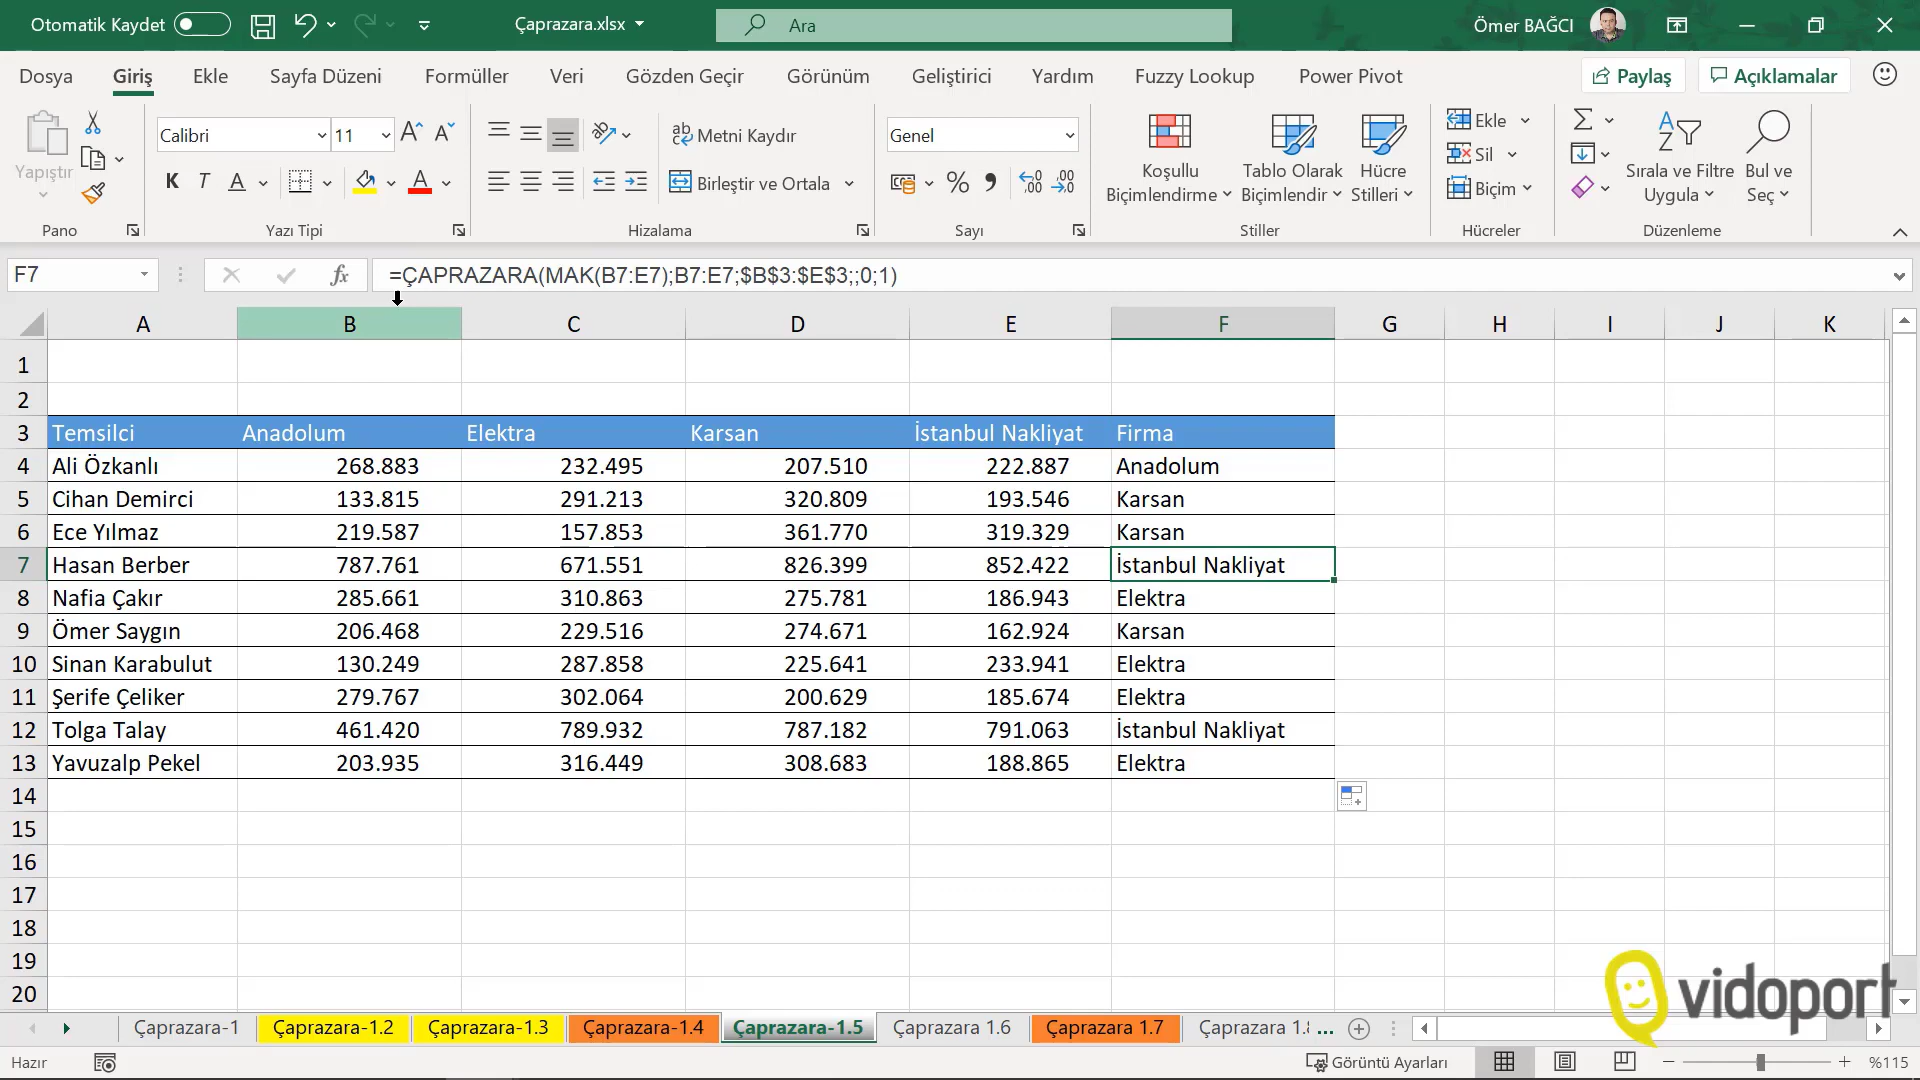 Otomatik Kaydet
Çaprazara.xlsx
Ara
Ömer BAĞCI
Dosya Giriş Ekle Sayfa Düzeni Formüller Veri Gözden Geçir Görünüm Geliştirici Yardım Fuzzy Lookup Power Pivot
Paylaş Açıklamalar
Yapıştır
Pano
Calibri 11
K T A A
Yazı Tipi
Metni Kaydır
Birleştir ve Ortala
Hizalama
Genel
Sayı
Koşullu Biçimlendirme
Tablo Olarak Biçimlendir
Hücre Stilleri
Stiller
Ekle
Sil
Biçim
Hücreler
Sırala ve Filtre Uygula
Bul ve Seç
Düzenleme
F7 fx =ÇAPRAZARA(MAK(B7:E7);B7:E7;$B$3:$E$3;;0;1)
A B C D E F G H I J K
1
2
3 Temsilci Anadolum Elektra Karsan İstanbul Nakliyat Firma
4 Ali Özkanlı 268.883 232.495 207.510 222.887 Anadolum
5 Cihan Demirci 133.815 291.213 320.809 193.546 Karsan
6 Ece Yılmaz 219.587 157.853 361.770 319.329 Karsan
7 Hasan Berber 787.761 671.551 826.399 852.422 İstanbul Nakliyat
8 Nafia Çakır 285.661 310.863 275.781 186.943 Elektra
9 Ömer Saygın 206.468 229.516 274.671 162.924 Karsan
10 Sinan Karabulut 130.249 287.858 225.641 233.941 Elektra
11 Şerife Çeliker 279.767 302.064 200.629 185.674 Elektra
12 Tolga Talay 461.420 789.932 787.182 791.063 İstanbul Nakliyat
13 Yavuzalp Pekel 203.935 316.449 308.683 188.865 Elektra
14
15
16
17
18
19
20
vidoport
Çaprazara-1 Çaprazara-1.2 Çaprazara-1.3 Çaprazara-1.4 Çaprazara-1.5 Çaprazara 1.6 Çaprazara 1.7 Çaprazara 1.8 ...
Hazır
Görüntü Ayarları
%115